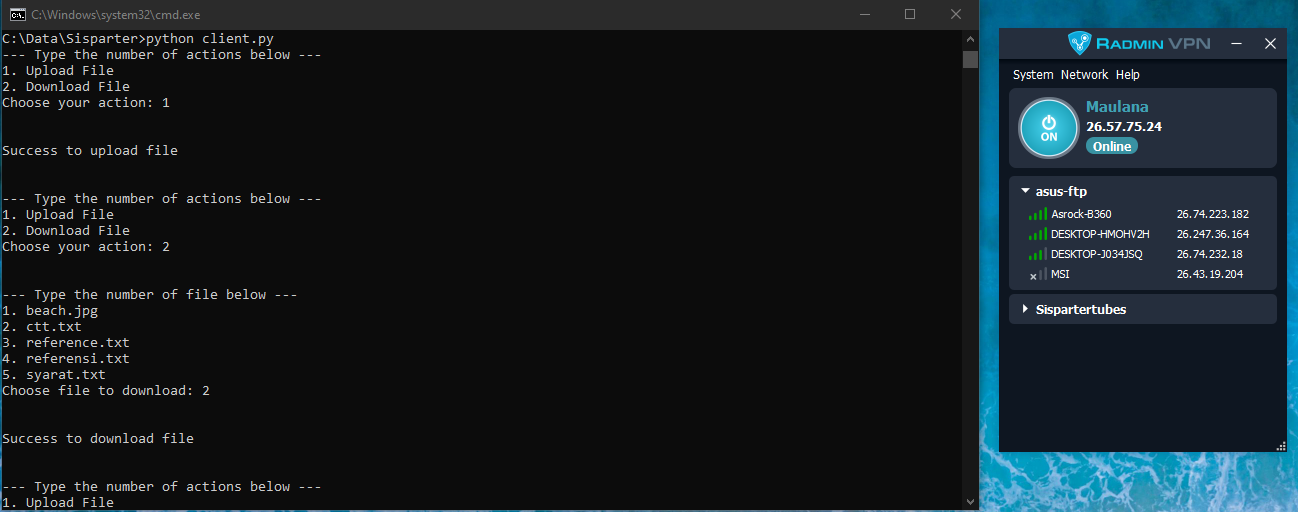 C:\Windows\system32\cmd.exe
C:\Data\Sisparter>python client.py
--- Type the number of actions below ---
1. Upload File
2. Download File
Choose your action: 1
Success to upload file
--- Type the number of actions below ---
1. Upload File
2. Download File
Choose your action: 2
--- Type the number of file below ---
1. beach.jpg
2. ctt.txt
3. reference.txt
4. referensi.txt
5. syarat.txt
Choose file to download: 2
Success to download file
--- Type the number of actions below ---
1. Upload File
RADMIN VPN
System Network Help
ON
Maulana
26.57.75.24
Online
asus-ftp
Asrock-B360 26.74.223.182
DESKTOP-HMOHV2H 26.247.36.164
DESKTOP-J034JSQ 26.74.232.18
MSI 26.43.19.204
Sispartertubes